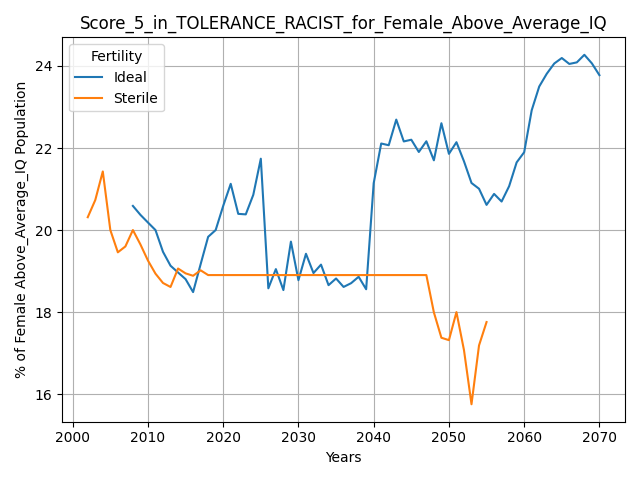 Score_5_in_TOLERANCE_RACIST_for_Female_Above_Average_IQ
Fertility
Ideal
Sterile
% of Female Above_Average_IQ Population
24
22
20
18
16
2000 2010 2020 2030 2040 2050 2060 2070
Years